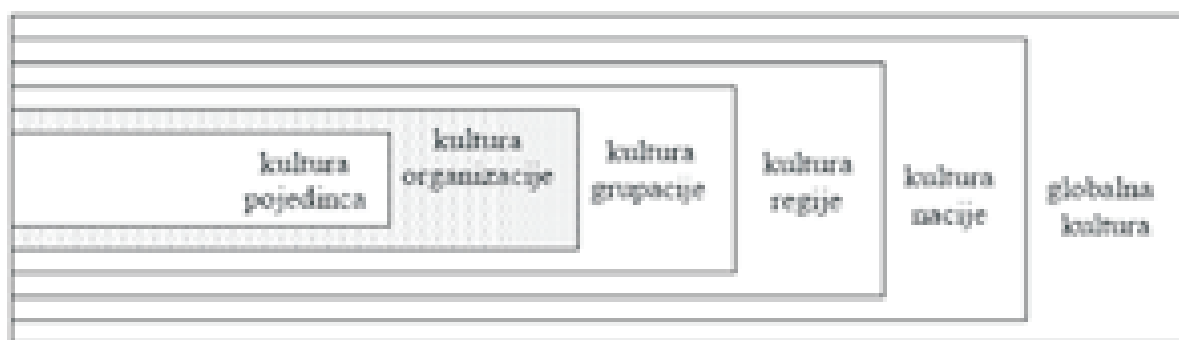 kultura
pojedinca
kultura
organizacije
kultura
grupacije
kultura
regije
kultura
nacije
globalna
kultura